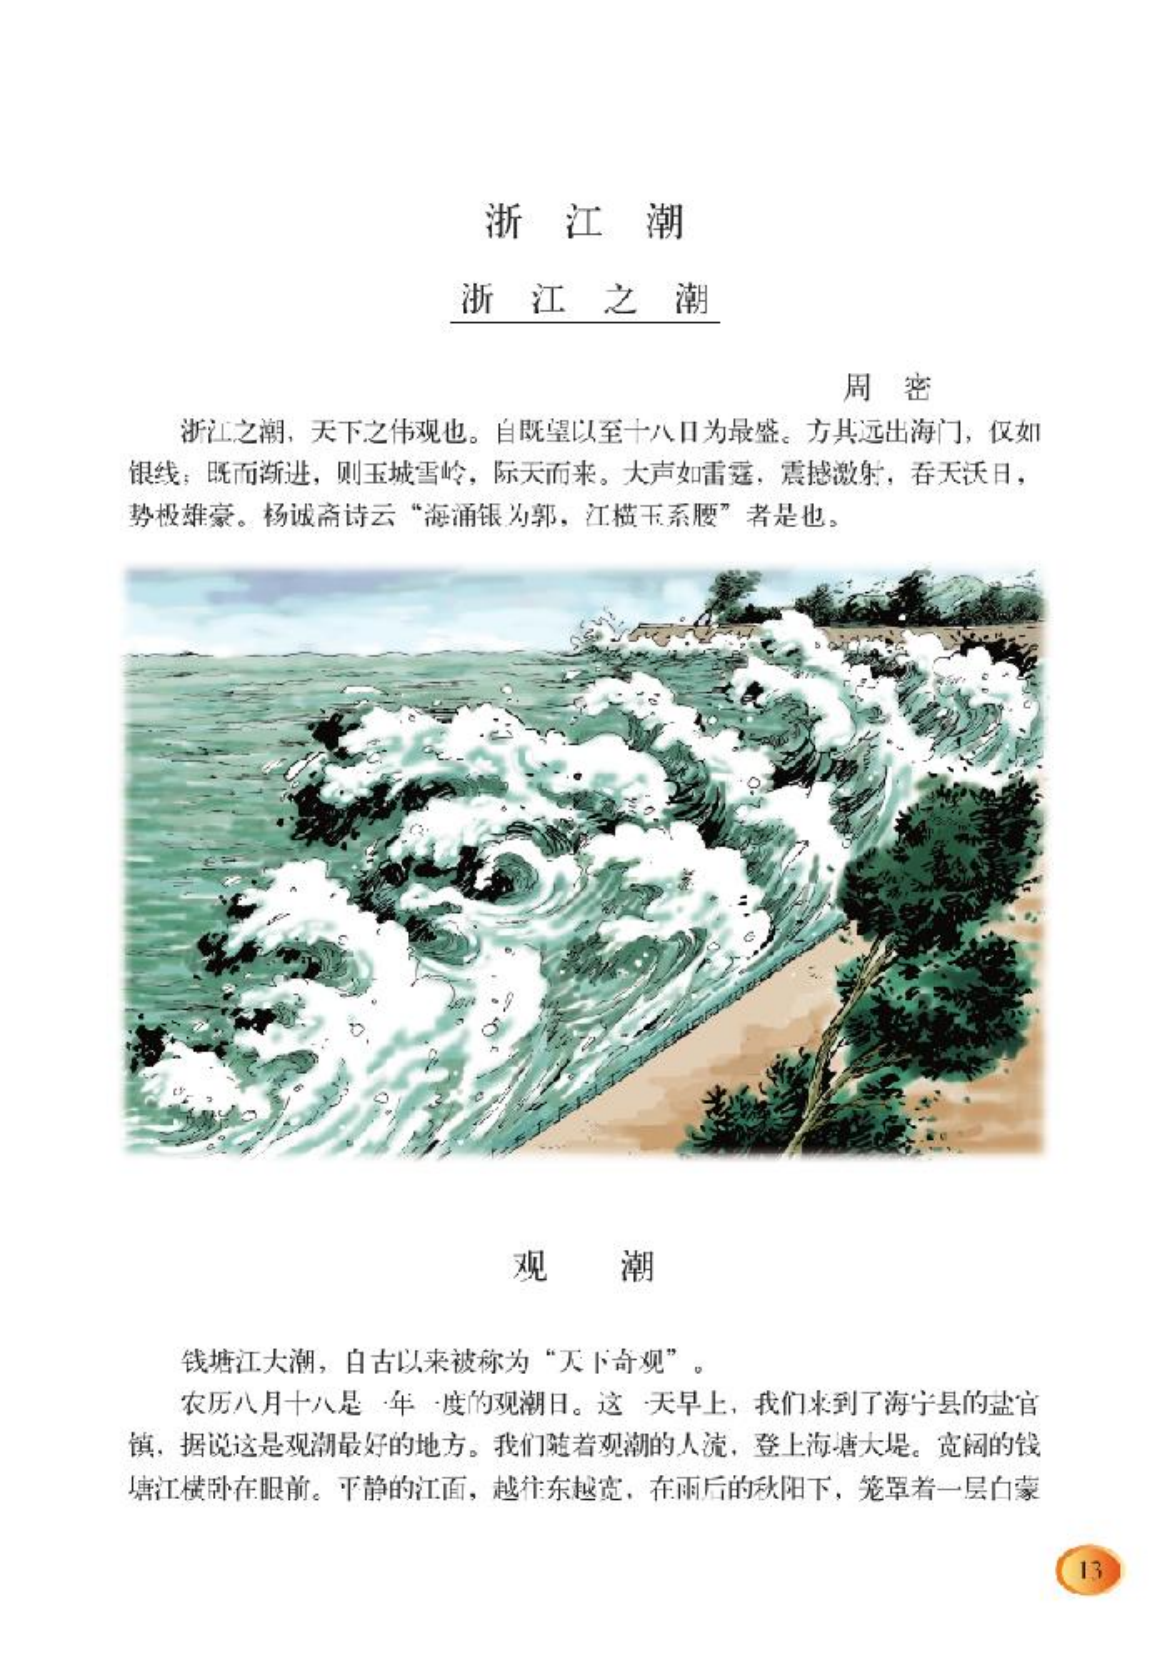 浙江潮
浙江之潮
周密
浙江之潮，天下之伟观也。自既望以至十八日为最盛。方其远出海门，仅如
银线；既而渐进，则玉城雪岭，际天而来。大声如雷霆，震撼激射，吞天沃日，
势极雄豪。杨诚斋诗云“海涌银为郭，江横玉系腰”者是也。
观潮
钱塘江大潮，自古以来被称为“天下奇观”。
农历八月十八是一年一度的观潮日。这一天早上，我们来到了海宁县的盐官
镇，据说这是观潮最好的地方。我们随着观潮的人流，登上海塘大堤。宽阔的钱
塘江横卧在眼前。平静的江面，越往东越宽，在雨后的秋阳下，笼罩着一层白蒙
13